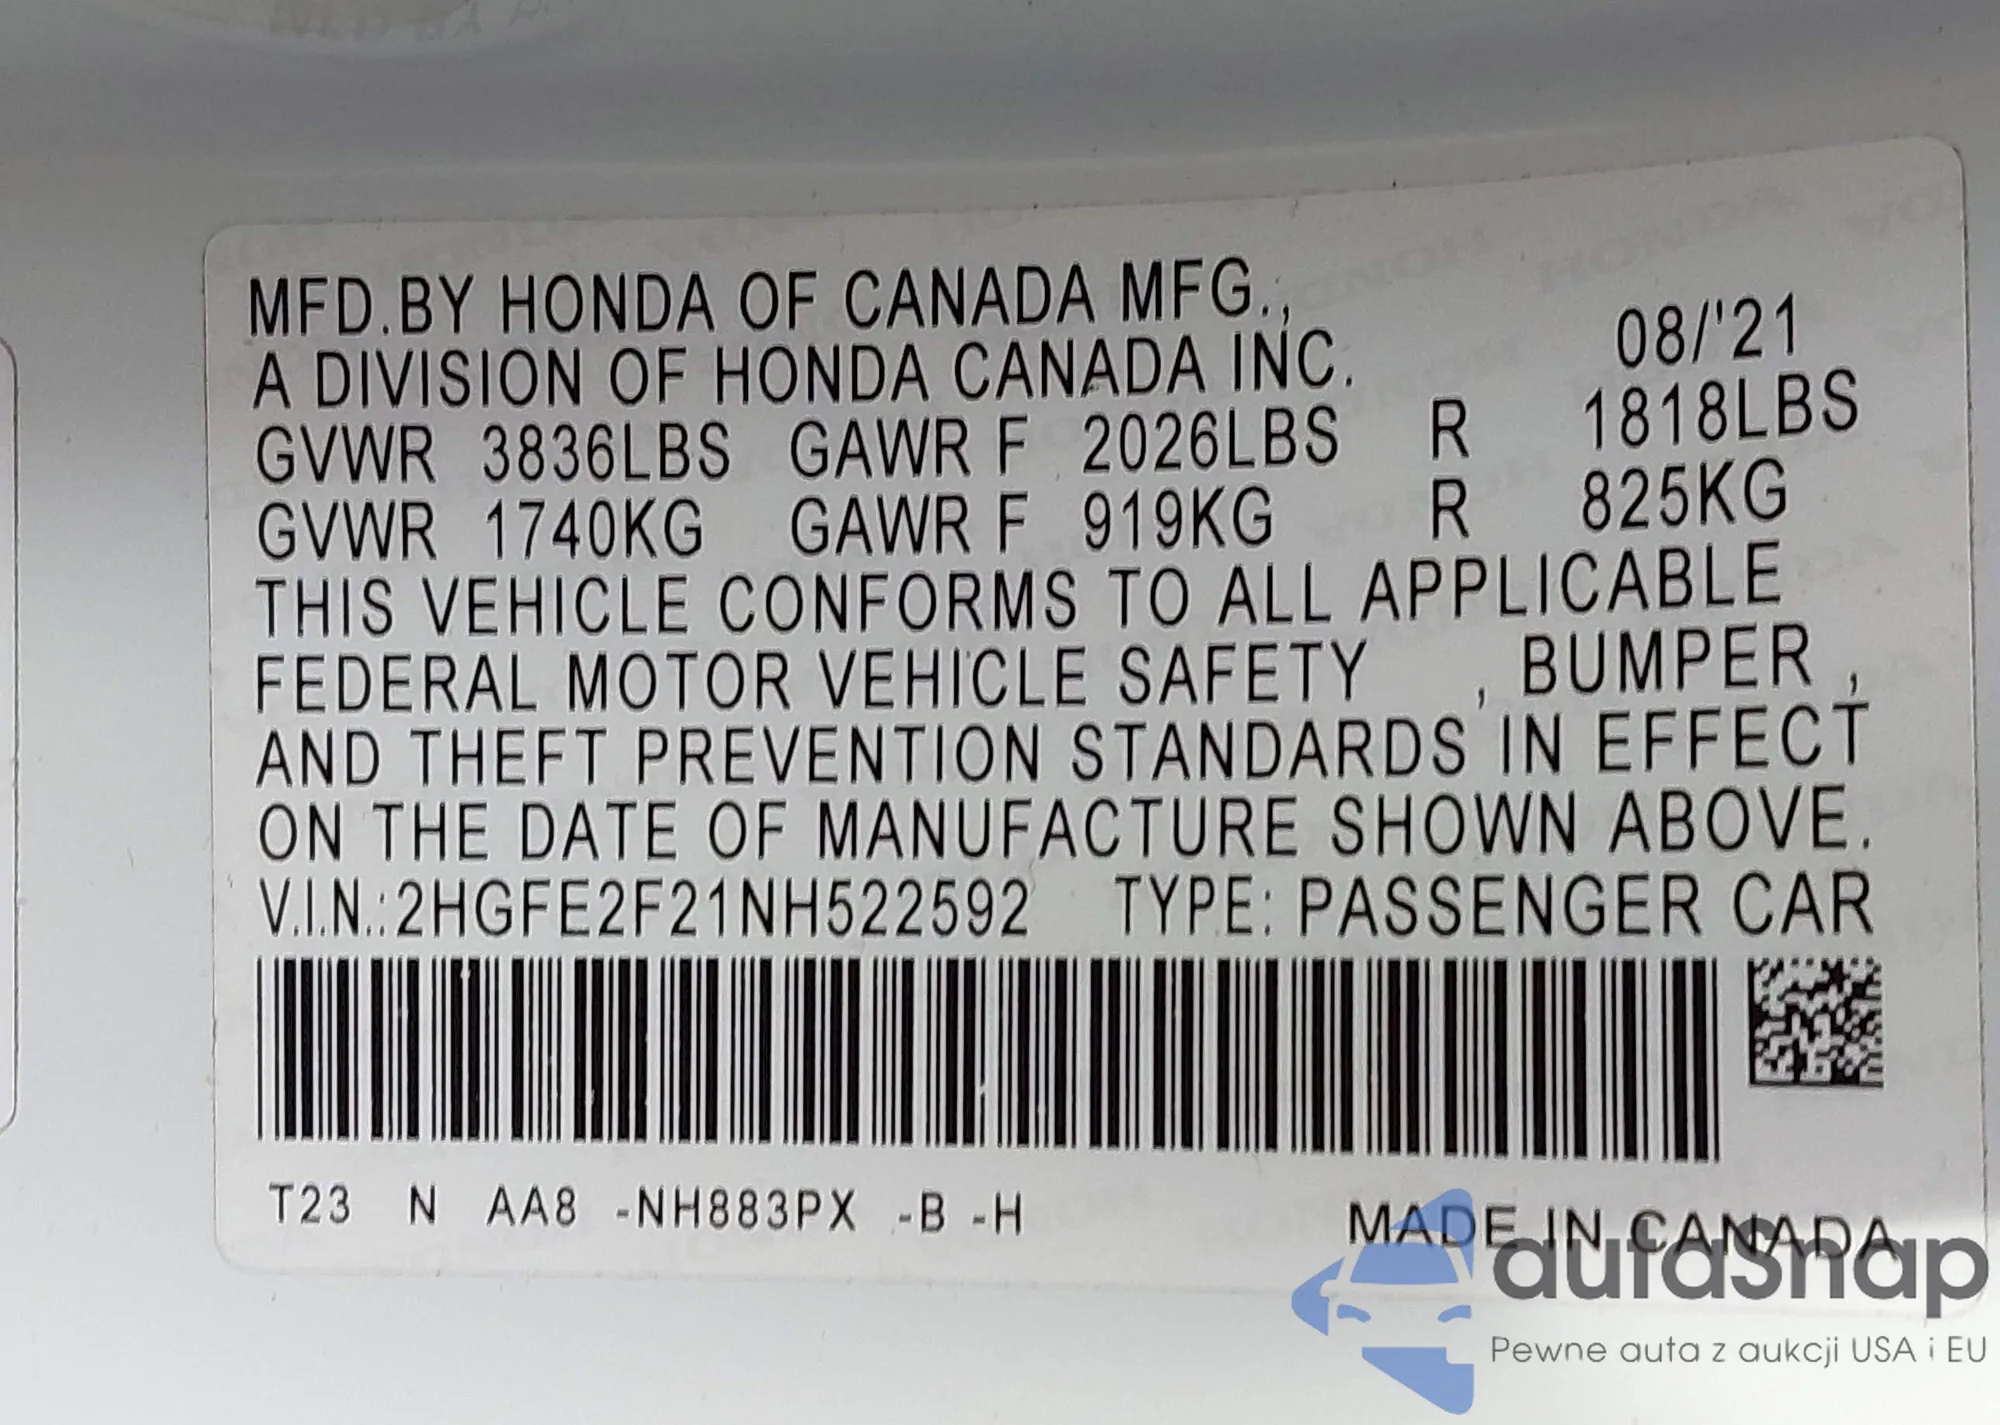 MFD.BY HONDA OF CANADA MFG.,
A DIVISION OF HONDA CANADA INC. 08/'21
GVWR 3836LBS GAWR F 2026LBS R 1818LBS
GVWR 1740KG GAWR F 919KG R 825KG
THIS VEHICLE CONFORMS TO ALL APPLICABLE
FEDERAL MOTOR VEHICLE SAFETY , BUMPER ,
AND THEFT PREVENTION STANDARDS IN EFFECT
ON THE DATE OF MANUFACTURE SHOWN ABOVE.
V.I.N.:2HGFE2F21NH522592 TYPE: PASSENGER CAR
T23 N AA8 -NH883PX -B -H
MADE IN CANADA
autaSnap
Pewne auta z aukcji USA i EU